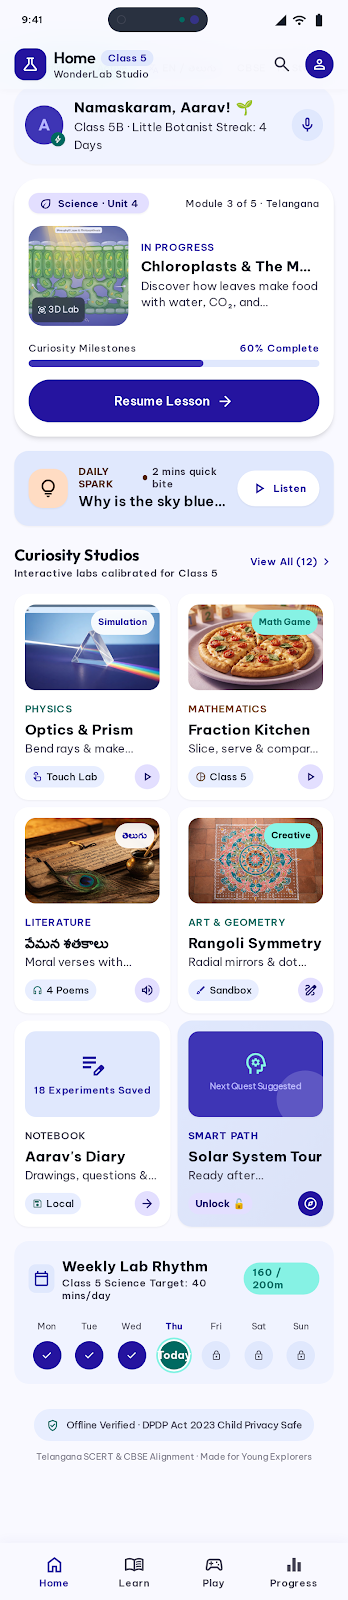 9:41
Home Class 5
WonderLab Studio
Namaskaram, Aarav! 🌱
A
Class 5B · Little Botanist Streak: 4
Days
Science · Unit 4
Module 3 of 5 · Telangana
IN PROGRESS
Chloroplasts & The M...
Describe how leaves make food
with water, CO₂, and...
3D Lab
Curiosity Milestones
60% Complete
Resume Lesson
DAILY
SPARK
2 mins quick
bite
Why is the sky blue...
Listen
Curiosity Studios
Interactive labs calibrated for Class 5
View All (12)
Simulation
PHYSICS
Optics & Prism
Bend rays & make...
Touch Lab
Math Game
MATHEMATICS
Fraction Kitchen
Slice, serve & compar...
Class 5
తెలుగు
LITERATURE
వేమన శతకాలు
Moral verses with...
4 Poems
Creative
ART & GEOMETRY
Rangoli Symmetry
Radial mirrors & dot...
Sandbox
18 Experiments Saved
NOTEBOOK
Aarav's Diary
Drawings, questions &...
Local
Next Quest Suggested
SMART PATH
Solar System Tour
Ready after...
Unlock 🔓
Weekly Lab Rhythm
Class 5 Science Target: 40
mins/day
160 /
200m
Mon Tue Wed Thu Fri Sat Sun
Today
Offline Verified · DPDP Act 2023 Child Privacy Safe
Telangana SCERT & CBSE Alignment · Made for Young Explorers
Home Learn Play Progress